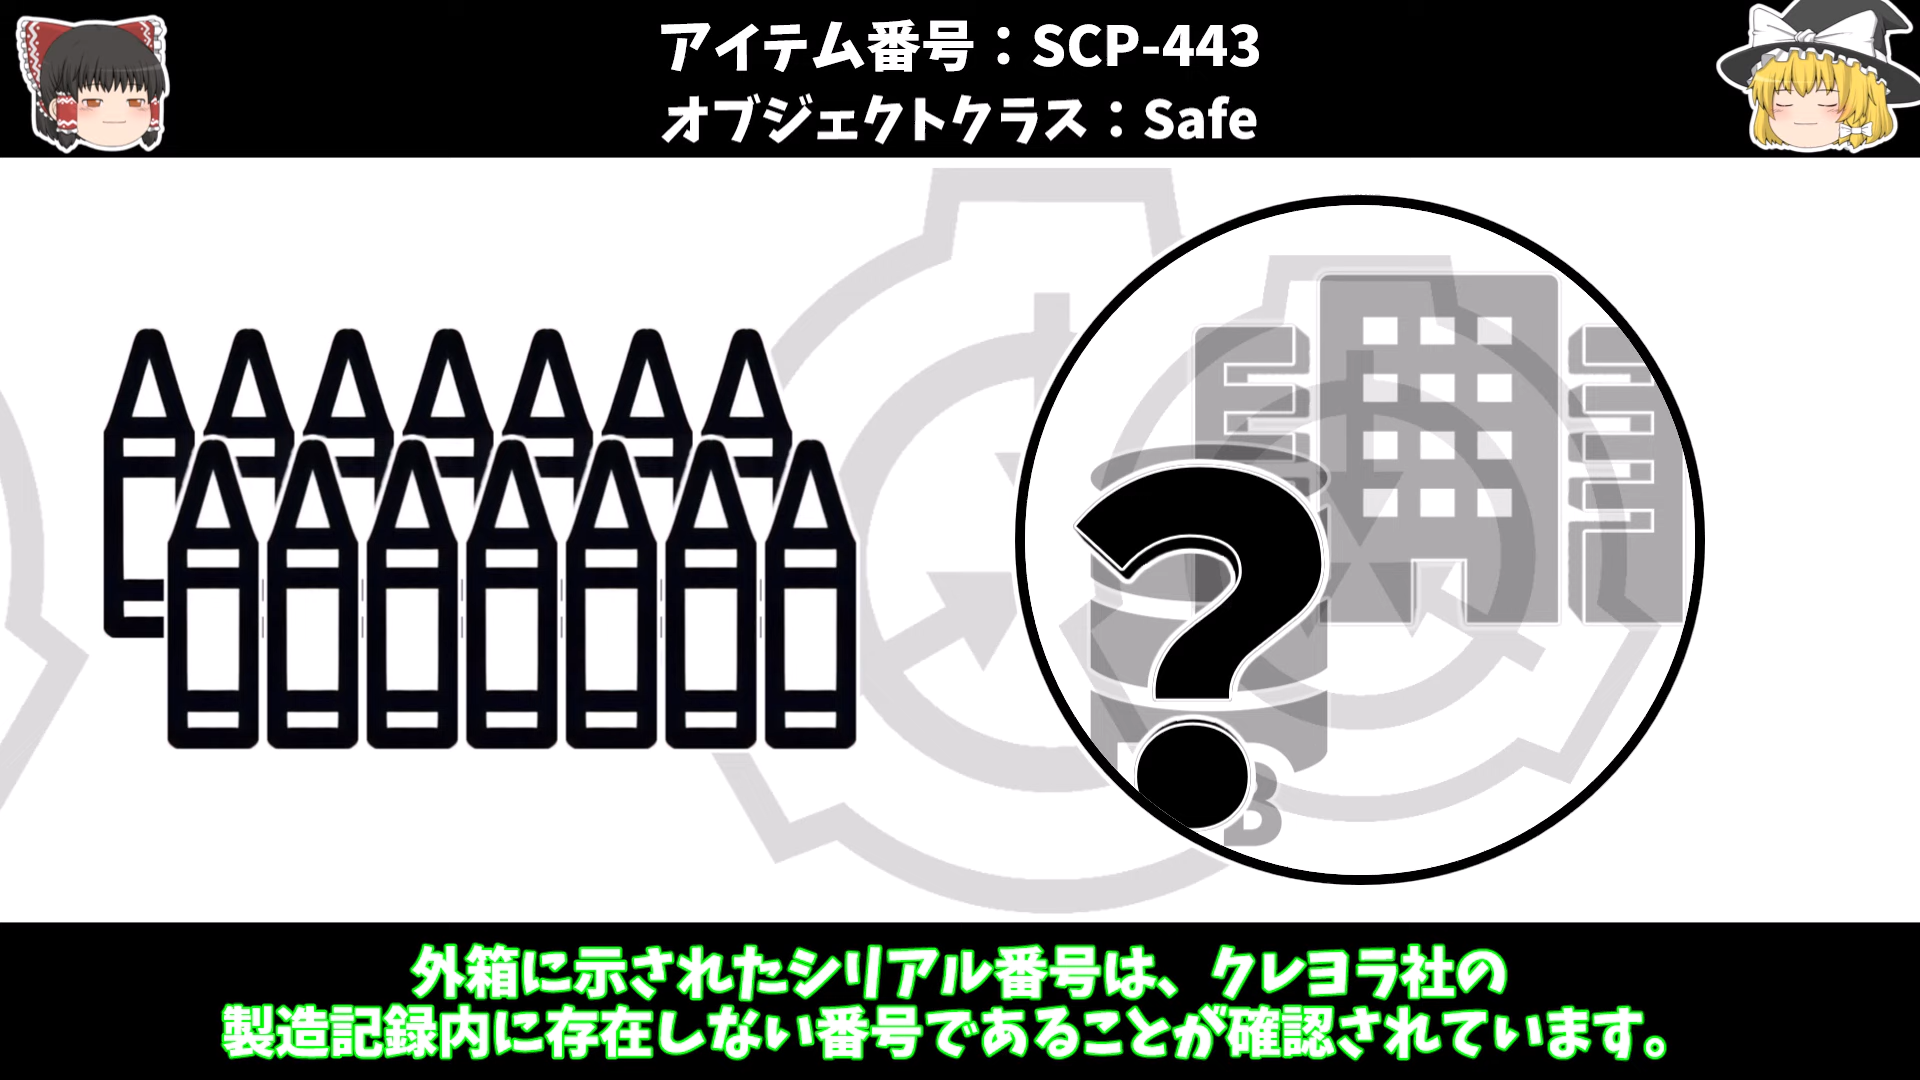 アイテム番号：SCP-443
オブジェクトクラス：Safe
?
B
外箱に示されたシリアル番号は、クレヨラ社の
製造記録内に存在しない番号であることが確認されています。